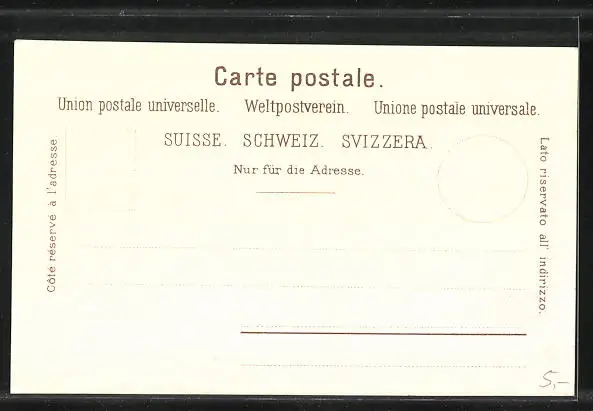 Carte postale.
Union postale universelle. Weltpostverein. Unione postale universale.
SUISSE. SCHWEIZ. SVIZZERA.
Nur für die Adresse.
Côté réservé à l'adresse.
Lato riservato all' indirizzo.
5,-